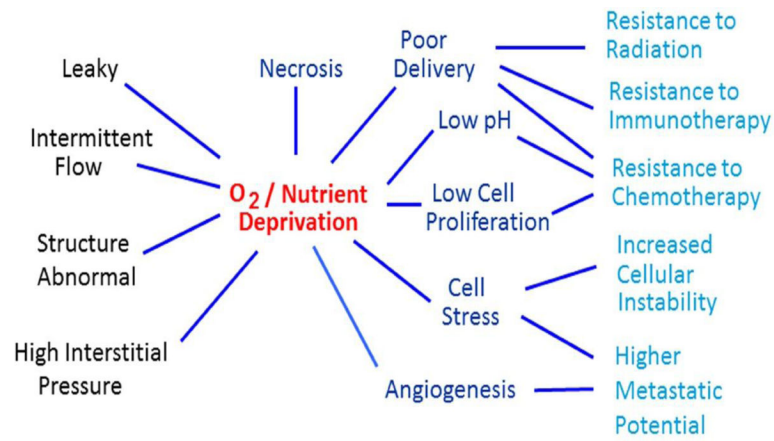 Leaky
Intermittent
Flow
Structure
Abnormal
High Interstitial
Pressure
Necrosis
O2 / Nutrient
Deprivation
Poor
Delivery
Low pH
Low Cell
Proliferation
Cell
Stress
Angiogenesis
Resistance to
Radiation
Resistance to
Immunotherapy
Resistance to
Chemotherapy
Increased
Cellular
Instability
Higher
Metastatic
Potential